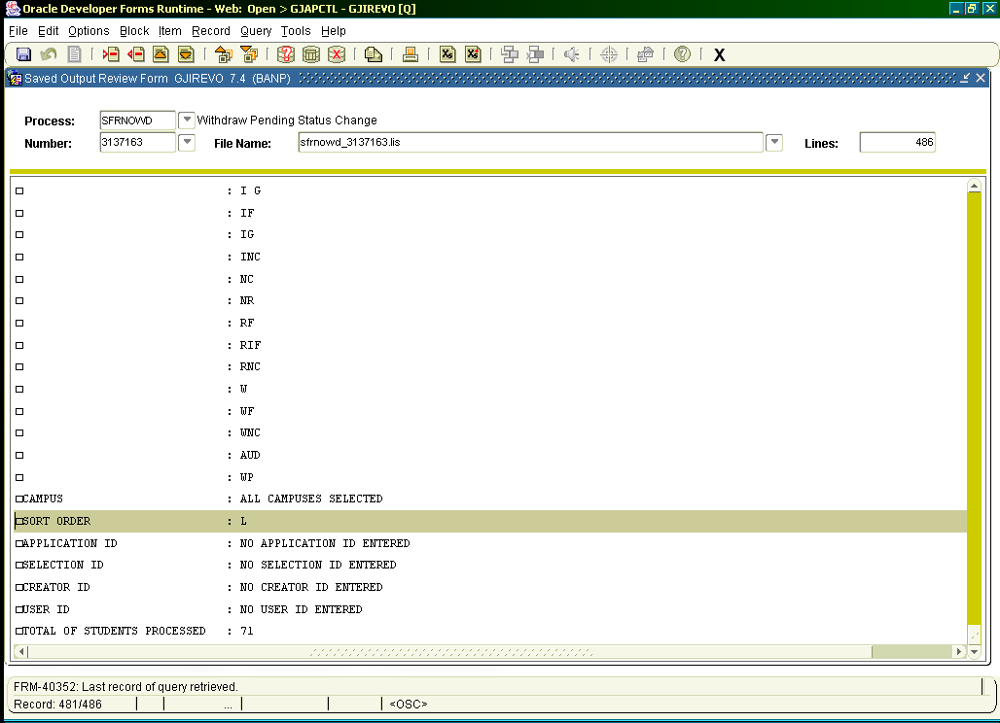 Oracle Developer Forms Runtime - Web: Open > GJAPCTL - GJIREVO [Q]
File Edit Options Block Item Record Query Tools Help
X
Saved Output Review Form GJIREVO 7.4 (BANP)
Process: SFRNOWD Withdraw Pending Status Change
Number: 3137163 File Name: sfrnowd_3137163.lis Lines: 486
: I G
: IF
: IG
: INC
: NC
: NR
: RF
: RIF
: RNC
: W
: WF
: WNC
: AUD
: WP
CAMPUS : ALL CAMPUSES SELECTED
SORT ORDER : L
APPLICATION ID : NO APPLICATION ID ENTERED
SELECTION ID : NO SELECTION ID ENTERED
CREATOR ID : NO CREATOR ID ENTERED
USER ID : NO USER ID ENTERED
TOTAL OF STUDENTS PROCESSED : 71
FRM-40352: Last record of query retrieved.
Record: 481/486 ... <OSC>